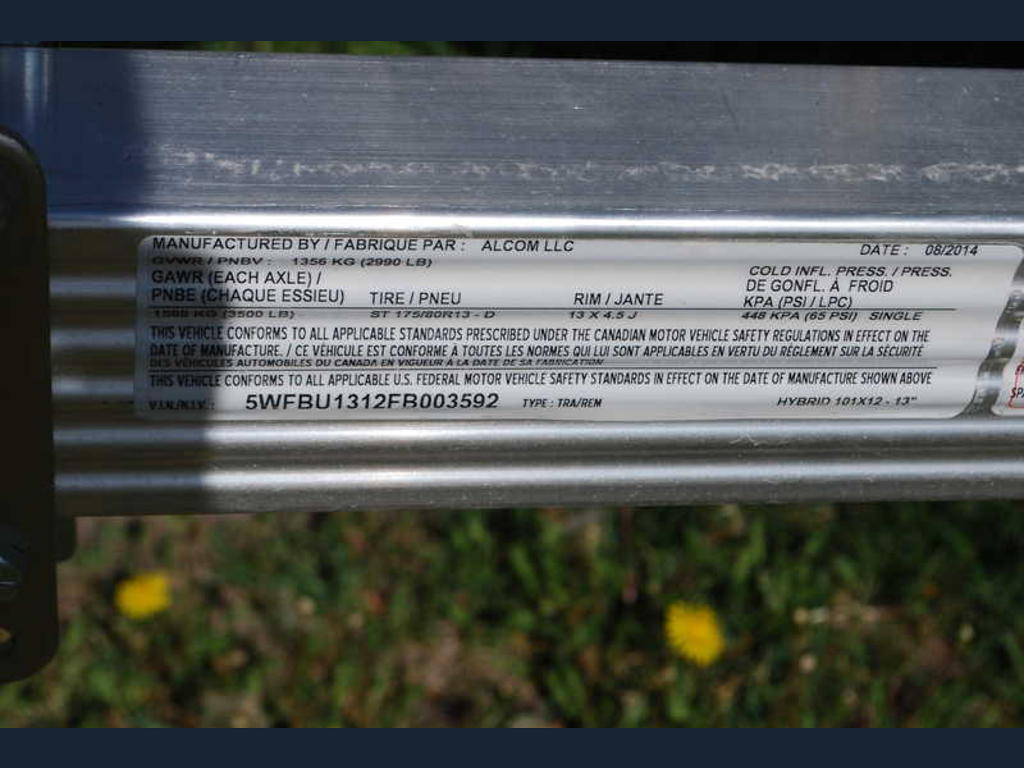 MANUFACTURED BY / FABRIQUE PAR : ALCOM LLC DATE : 08/2014
GVWR / PNBV : 1356 KG (2990 LB)
GAWR (EACH AXLE) / COLD INFL. PRESS. / PRESS.
PNBE (CHAQUE ESSIEU) TIRE / PNEU RIM / JANTE DE GONFL. À FROID
KPA (PSI / LPC)
1588 KG (3500 LB) ST 175/80R13 - D 13 X 4.5 J 448 KPA (65 PSI) SINGLE
THIS VEHICLE CONFORMS TO ALL APPLICABLE STANDARDS PRESCRIBED UNDER THE CANADIAN MOTOR VEHICLE SAFETY REGULATIONS IN EFFECT ON THE
DATE OF MANUFACTURE. / CE VÉHICULE EST CONFORME À TOUTES LES NORMES QUI LUI SONT APPLICABLES EN VERTU DU RÈGLEMENT SUR LA SÉCURITÉ
DES VÉHICULES AUTOMOBILES DU CANADA EN VIGUEUR À LA DATE DE SA FABRICATION
THIS VEHICLE CONFORMS TO ALL APPLICABLE U.S. FEDERAL MOTOR VEHICLE SAFETY STANDARDS IN EFFECT ON THE DATE OF MANUFACTURE SHOWN ABOVE
V.I.N./N.I.V.: 5WFBU1312FB003592 TYPE : TRA/REM HYBRID 101X12 - 13"